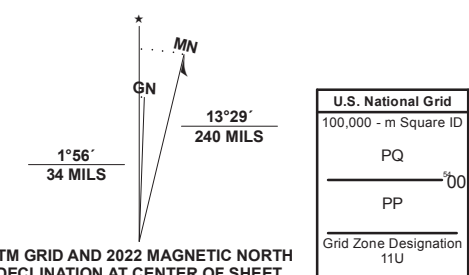 ★
MN
GN
13°29´
240 MILS
1°56´
34 MILS
TM GRID AND 2022 MAGNETIC NORTH
DECLINATION AT CENTER OF SHEET
U.S. National Grid
100,000 - m Square ID
PQ
5400
PP
Grid Zone Designation
11U